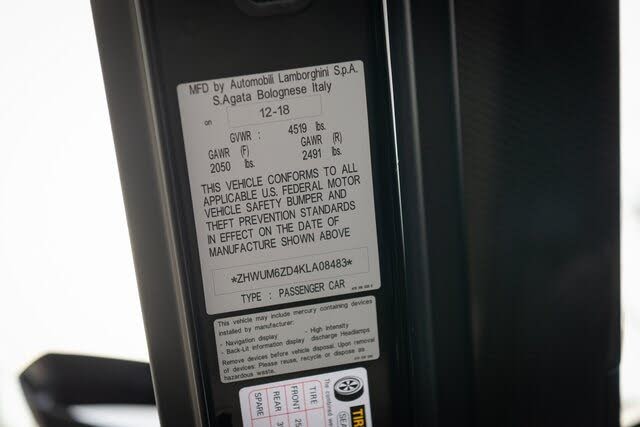 MFD by Automobili Lamborghini S.p.A.
S.Agata Bolognese Italy
on 12-18
GVWR : 4519 lbs.
GAWR (F) GAWR (R)
2050 lbs. 2491 lbs.
THIS VEHICLE CONFORMS TO ALL
APPLICABLE U.S. FEDERAL MOTOR
VEHICLE SAFETY BUMPER AND
THEFT PREVENTION STANDARDS
IN EFFECT ON THE DATE OF
MANUFACTURE SHOWN ABOVE
*ZHWUM6ZD4KLA08483*
TYPE : PASSENGER CAR
This vehicle may include mercury containing devices
installed by manufacturer:
- Navigation display - High intensity
- Back-Lit information display discharge Headlamps
Remove devices before vehicle disposal. Upon removal
of devices: Please reuse, recycle or dispose as
hazardous waste.
TIRE
The combined
TIRE
FRONT
REAR
SPARE